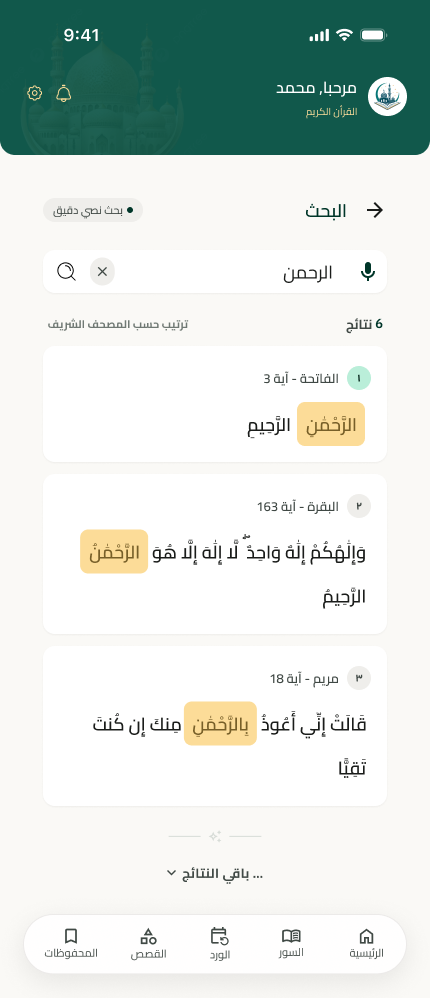 9:41
مرحبا, محمد
القرأن الكريم
البحث
بحث نصي دقيق
الرحمن
6 نتائج
ترتيب حسب المصحف الشريف
١
الفاتحة - آية 3
الرَّحْمَٰنِ الرَّحِيمِ
٢
البقرة - آية 163
وَإِلَٰهُكُمْ إِلَٰهٌ وَاحِدٌ ۖ لَّا إِلَٰهَ إِلَّا هُوَ الرَّحْمَٰنُ
الرَّحِيمُ
٣
مريم - آية 18
قَالَتْ إِنِّي أَعُوذُ بِالرَّحْمَٰنِ مِنكَ إِن كُنتَ
تَقِيًّا
... باقي النتائج
الرئيسية
السور
الورد
القصص
المحفوظات